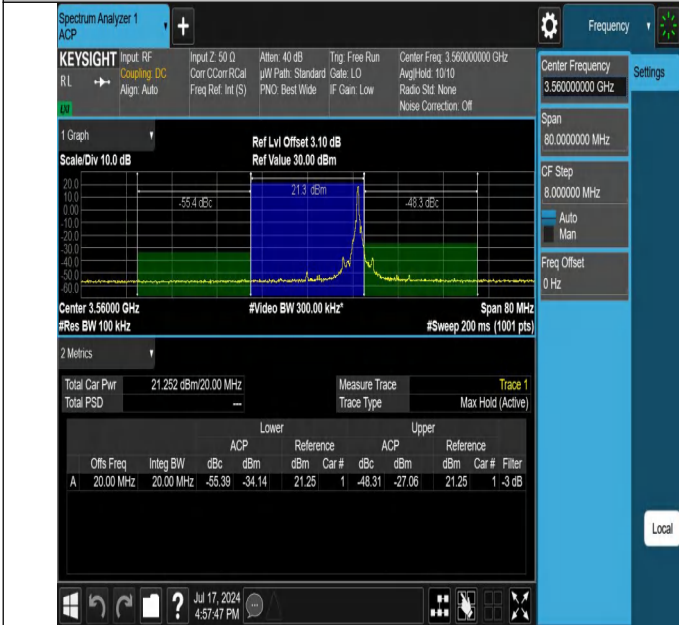 Spectrum Analyzer 1
ACP
+
Frequency
KEYSIGHT Input: RF Input Z: 50 Ω Atten: 40 dB Trig: Free Run Center Freq: 3.560000000 GHz
RL Coupling: DC Corr CCorr RCal µW Path: Standard Gate: LO Avg|Hold: 10/10
Align: Auto Freq Ref: Int (S) PNO: Best Wide IF Gain: Low Radio Std: None
Noise Correction: Off
LXI
Center Frequency
3.560000000 GHz
Settings
Span
80.0000000 MHz
CF Step
8.000000 MHz
Auto
Man
Freq Offset
0 Hz
Local
1 Graph
Ref Lvl Offset 3.10 dB
Scale/Div 10.0 dB Ref Value 30.00 dBm
20.0
10.0
0.00
-10.0
-20.0
-30.0
-40.0
-50.0
-60.0
-55.4 dBc 21.3 dBm -48.3 dBc
Center 3.56000 GHz #Video BW 300.00 kHz* Span 80 MHz
#Res BW 100 kHz #Sweep 200 ms (1001 pts)
2 Metrics
Total Car Pwr 21.252 dBm/20.00 MHz Measure Trace Trace 1
Total PSD --- Trace Type Max Hold (Active)
Lower Upper
ACP Reference ACP Reference
Offs Freq Integ BW dBc dBm dBm Car # dBc dBm dBm Car # Filter
A 20.00 MHz 20.00 MHz -55.39 -34.14 21.25 1 -48.31 -27.06 21.25 1 -3 dB
? Jul 17, 2024
4:57:47 PM